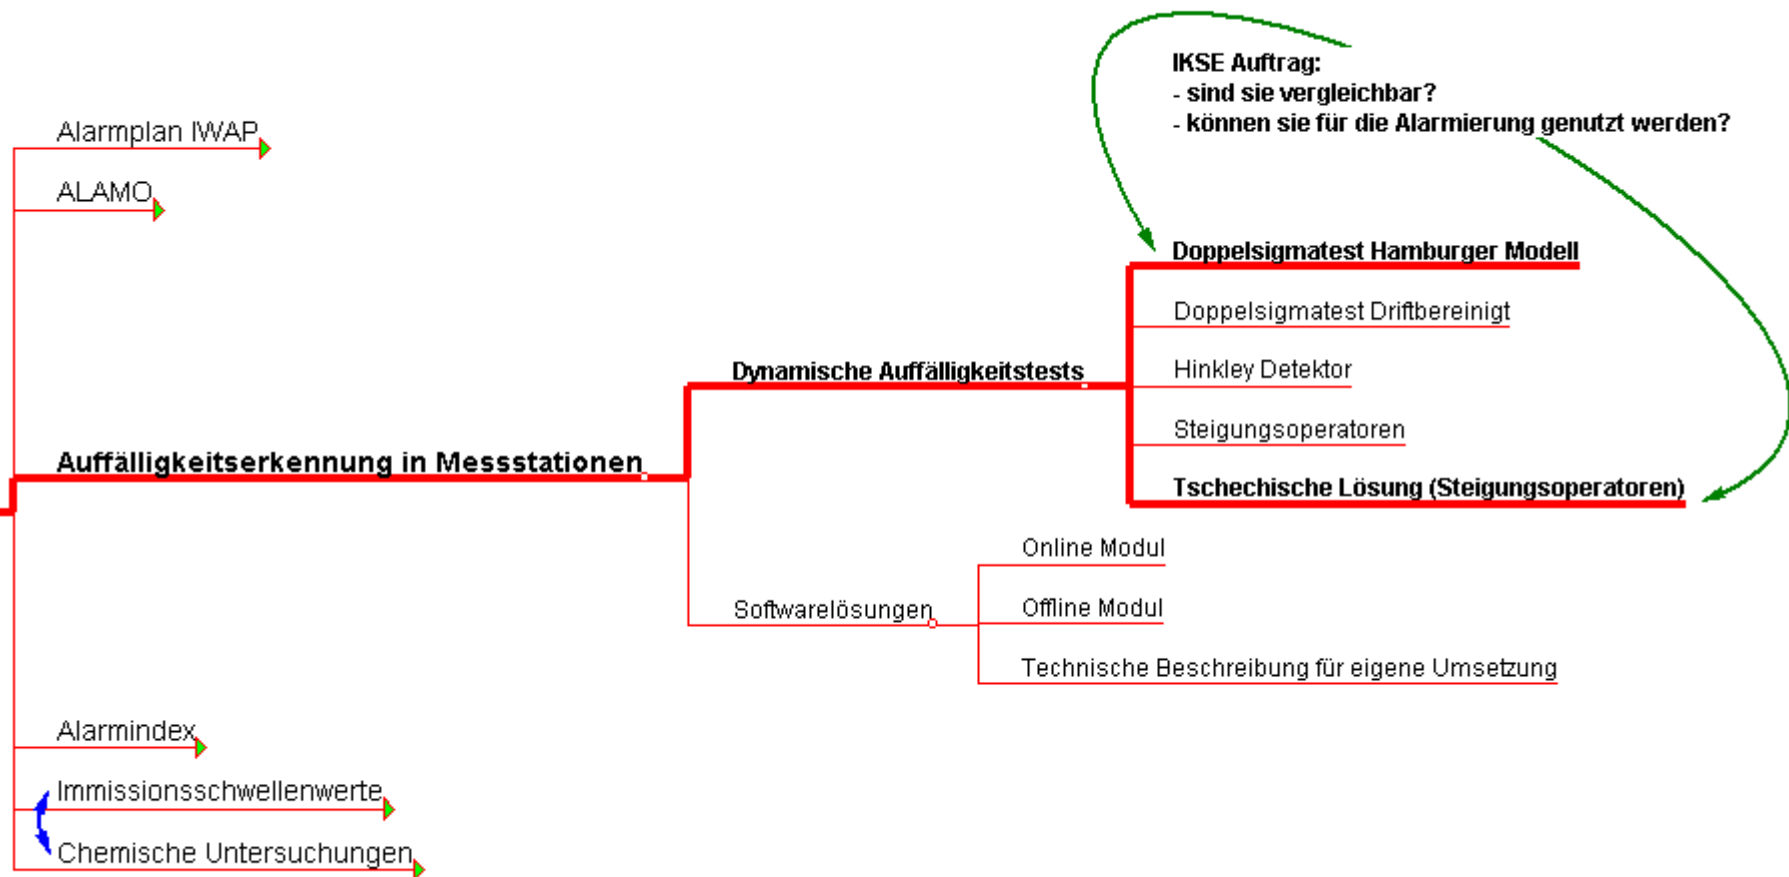 IKSE Auftrag:
- sind sie vergleichbar?
- können sie für die Alarmierung genutzt werden?
Alarmplan IWAP
ALAMO
Doppelsigmatest Hamburger Modell
Doppelsigmatest Driftbereinigt
Dynamische Auffälligkeitstests
Hinkley Detektor
Steigungsoperatoren
Auffälligkeitserkennung in Messstationen
Tschechische Lösung (Steigungsoperatoren)
Online Modul
Softwarelösungen
Offline Modul
Technische Beschreibung für eigene Umsetzung
Alarmindex
Immissionsschwellenwerte
Chemische Untersuchungen